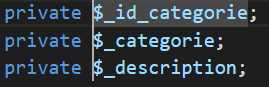 private $_id_categorie;
private $_categorie;
private $_description;